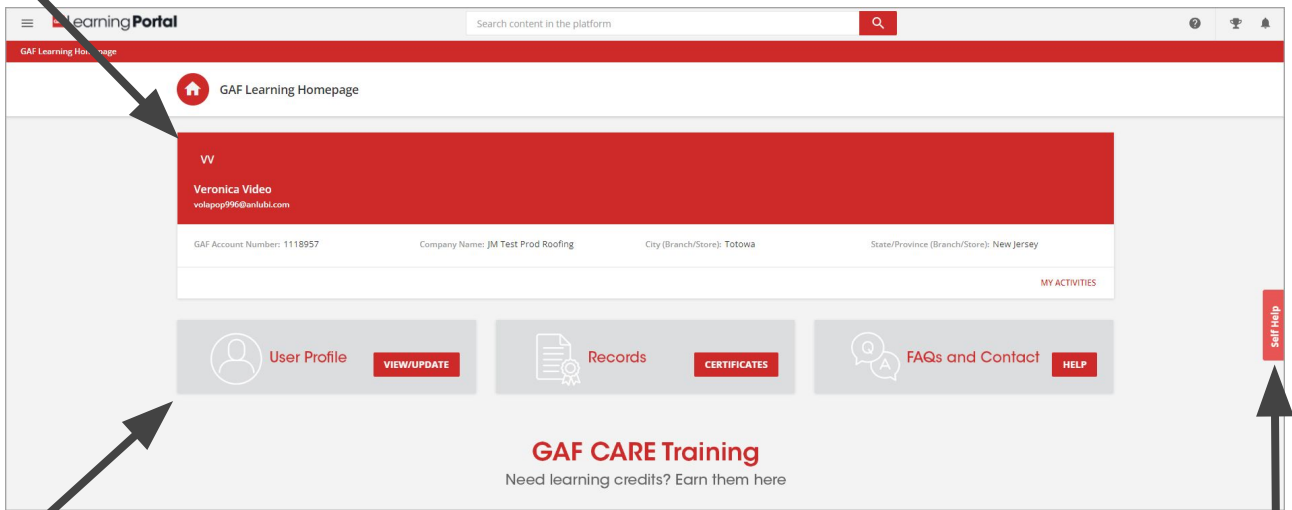 Learning Portal
Search content in the platform
GAF Learning Homepage
GAF Learning Homepage
VV
Veronica Video
volapop996@anlubi.com
GAF Account Number: 1118957 Company Name: JM Test Prod Roofing City (Branch/Store): Totowa State/Province (Branch/Store): New Jersey
MY ACTIVITIES
Self Help
User Profile VIEW/UPDATE Records CERTIFICATES Q A FAQs and Contact HELP
GAF CARE Training
Need learning credits? Earn them here